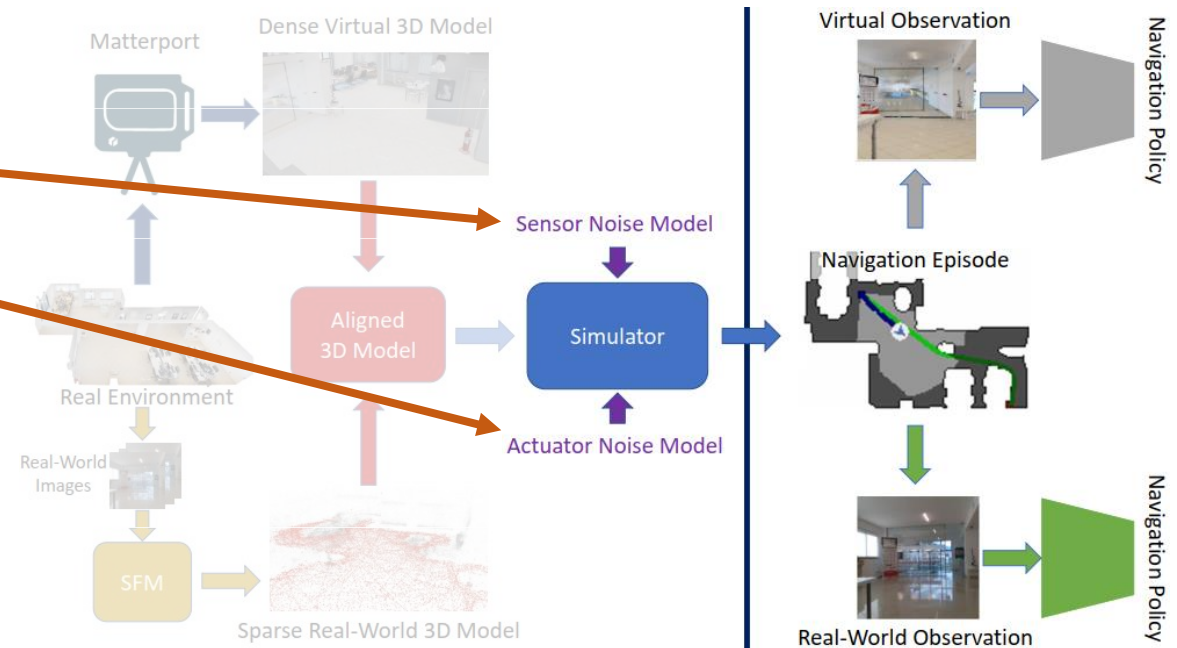 Matterport
Dense Virtual 3D Model
Real Environment
Real-World
Images
SFM
Sparse Real-World 3D Model
Aligned
3D Model
Sensor Noise Model
Simulator
Actuator Noise Model
Virtual Observation
Navigation Policy
Navigation Episode
Real-World Observation
Navigation Policy